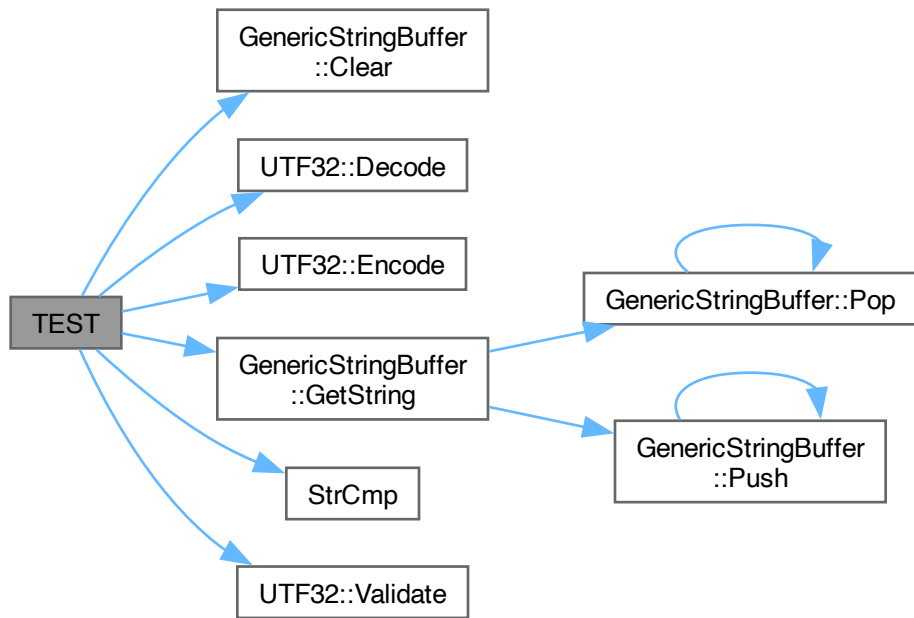 GenericStringBuffer
::Clear
UTF32::Decode
UTF32::Encode
GenericStringBuffer::Pop
TEST
GenericStringBuffer
::GetString
GenericStringBuffer
::Push
StrCmp
UTF32::Validate